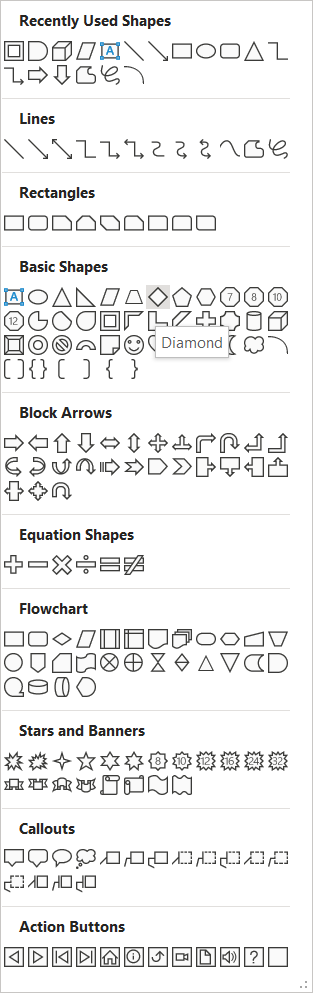 Recently Used Shapes
A
Lines
Rectangles
Basic Shapes
A 7 8 10
12
Diamond
Block Arrows
Equation Shapes
Flowchart
Stars and Banners
8 10 12 16 24 32
Callouts
Action Buttons
i ?